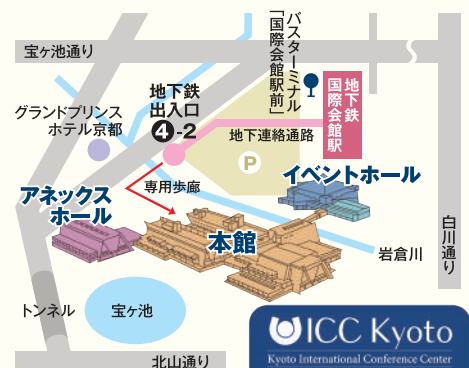 宝ヶ池通り
バスターミナル
「国際会館駅前」
地下鉄
国際会館駅
地下鉄
出入口
4-2
グランドプリンス
ホテル京都
地下連絡通路
P
専用歩廊
イベントホール
アネックス
ホール
本館
岩倉川
白川通り
トンネル
宝ヶ池
北山通り
ICC Kyoto
Kyoto International Conference Center